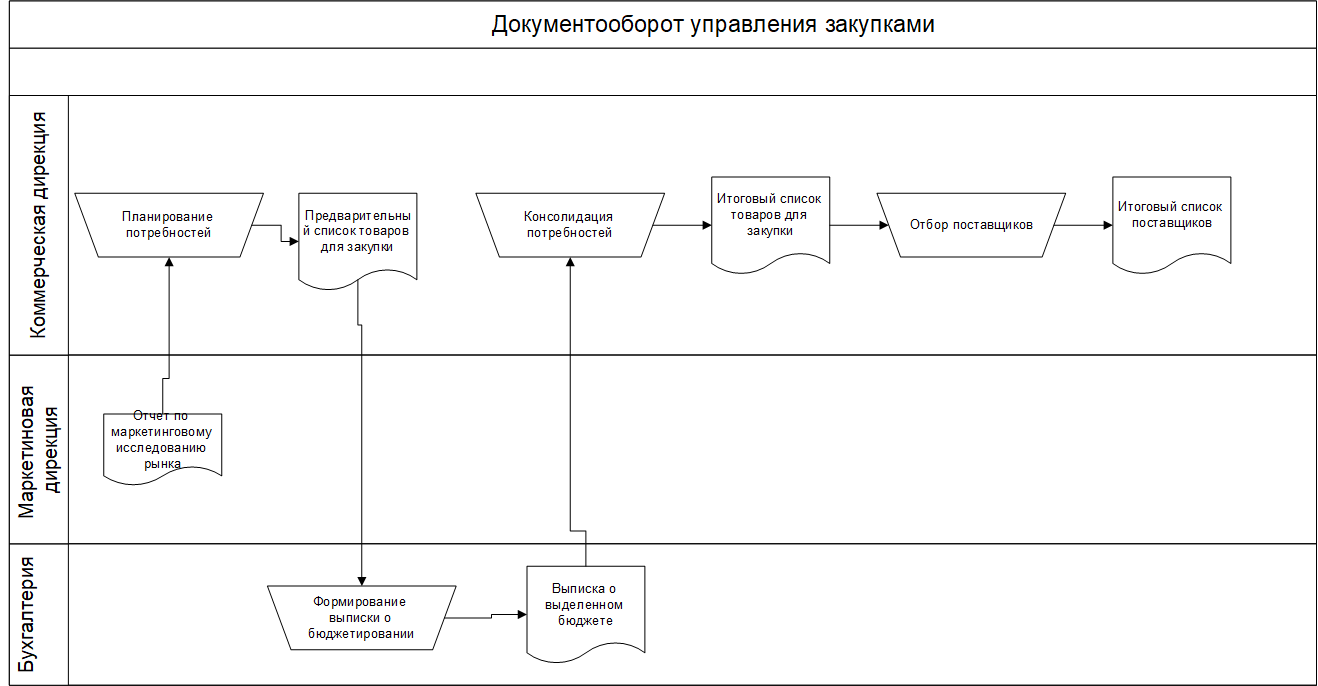 Документооборот управления закупками
Коммерческая дирекция
Планирование
потребностей
Предварительны
й список товаров
для закупки
Консолидация
потребностей
Итоговый список
товаров для
закупки
Отбор поставщиков
Итоговый список
поставщиков
Маркетиновая
дирекция
Отчет по
маркетинговому
исследованию
рынка
Бухгалтерия
Формирование
выписки о
бюджетировании
Выписка о
выделенном
бюджете